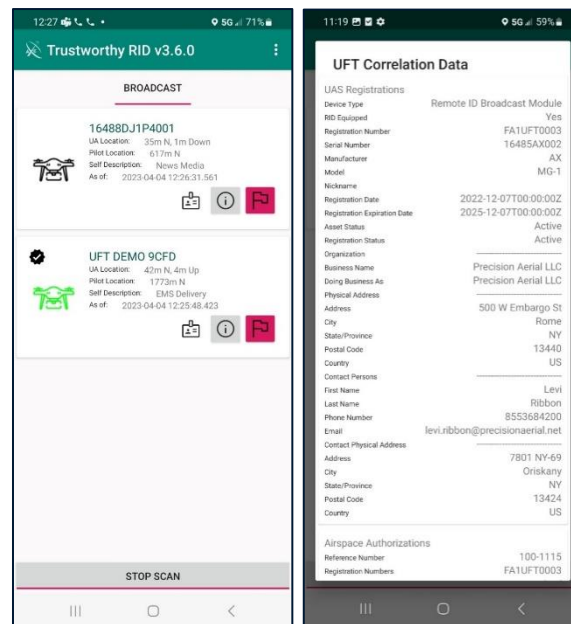 12:27
5G 71%
Trustworthy RID v3.6.0
BROADCAST
16488DJ1P4001
UA Location: 35m N, 1m Down
Pilot Location: 617m N
Self Description: News Media
As of: 2023-04-04 12:26:31.561
UFT DEMO 9CFD
UA Location: 42m N, 4m Up
Pilot Location: 1773m N
Self Description: EMS Delivery
As of: 2023-04-04 12:25:48.423
STOP SCAN
11:19
5G 59%
UFT Correlation Data
UAS Registrations
Device Type Remote ID Broadcast Module
RID Equipped Yes
Registration Number FA1UFT0003
Serial Number 16485AX002
Manufacturer AX
Model MG-1
Nickname
Registration Date 2022-12-07T00:00:00Z
Registration Expiration Date 2025-12-07T00:00:00Z
Asset Status Active
Registration Status Active
Organization
Business Name Precision Aerial LLC
Doing Business As Precision Aerial LLC
Physical Address
Address 500 W Embargo St
City Rome
State/Province NY
Postal Code 13440
Country US
Contact Persons
First Name Levi
Last Name Ribbon
Phone Number 8553684200
Email levi.ribbon@precisionaerial.net
Contact Physical Address
Address 7801 NY-69
City Oriskany
State/Province NY
Postal Code 13424
Country US
Airspace Authorizations
Reference Number 100-1115
Registration Numbers FA1UFT0003